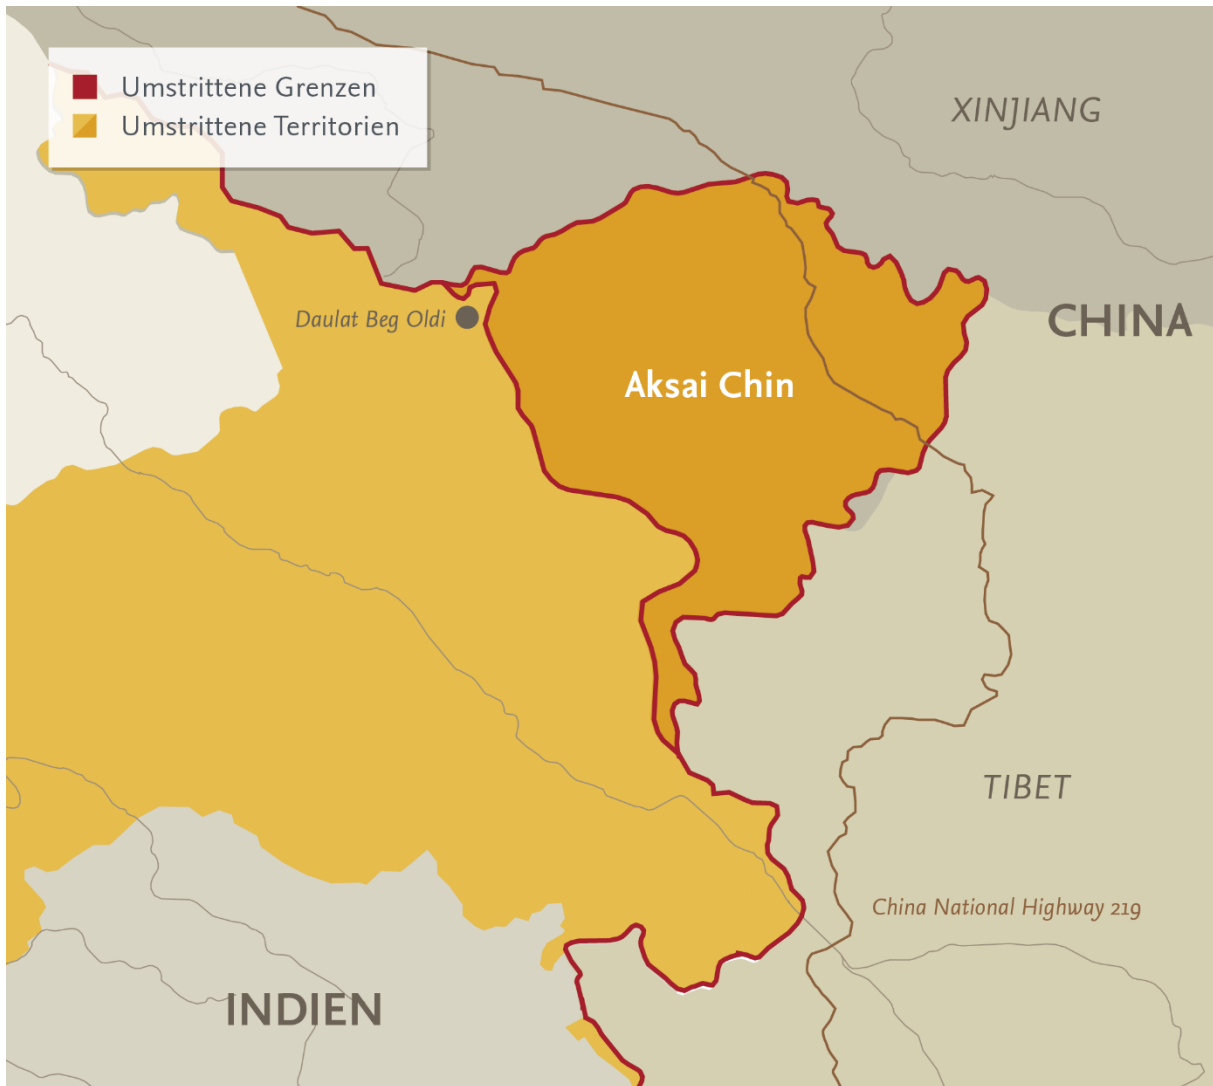 Umstrittene Grenzen
Umstrittene Territorien
XINJIANG
CHINA
Daulat Beg Oldi
Aksai Chin
TIBET
China National Highway 219
INDIEN